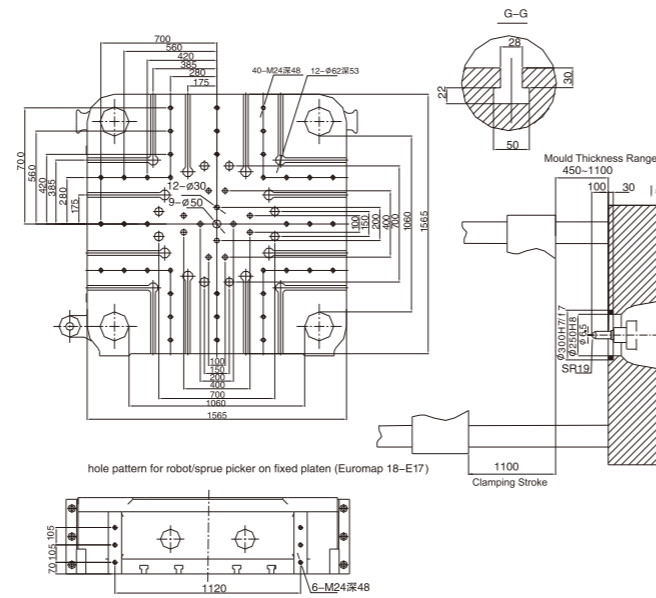 G–G
28
30
22
50
700
560
420
385
280
175
40–M24深48
12–Ø62深53
700
560
420
385
280
175
12–Ø30
9–Ø50
100
150
200
400
700
1060
1565
100
150
200
400
700
1060
1565
Mould Thickness Range
450~1100
100
30
Ø300H7/17
Ø250H8
Ø65
SR19
1100
Clamping Stroke
hole pattern for robot/sprue picker on fixed platen (Euromap 18–E17)
105
105
70
1120
6–M24深48